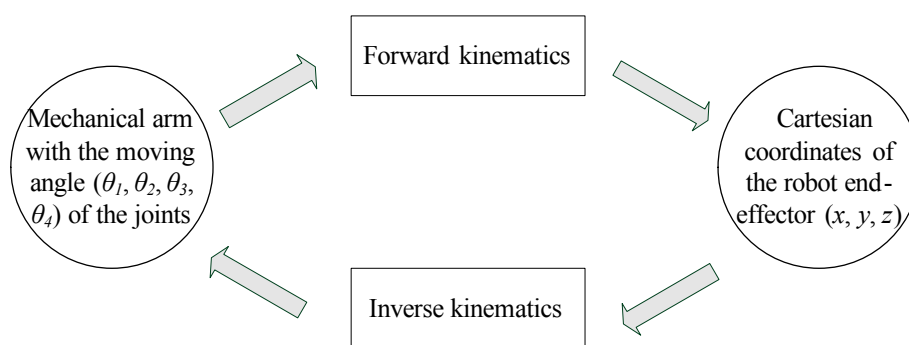 Forward kinematics
Mechanical arm
with the moving
angle (θ1, θ2, θ3,
θ4) of the joints
Cartesian
coordinates of
the robot end-
effector (x, y, z)
Inverse kinematics